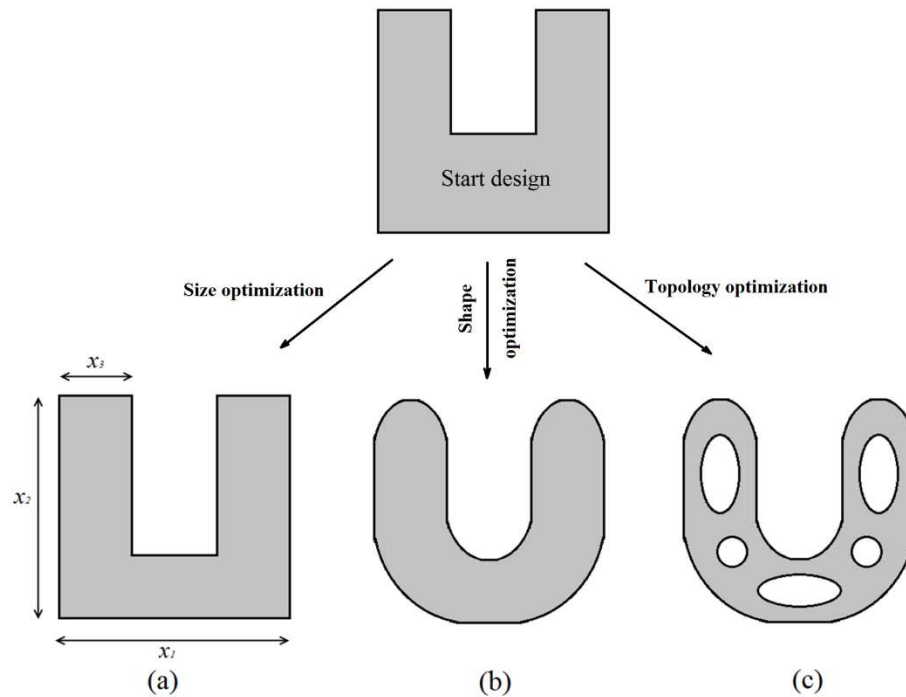 Start design
Size optimization
Shape
optimization
Topology optimization
x₃
x₂
x₁
(a)
(b)
(c)